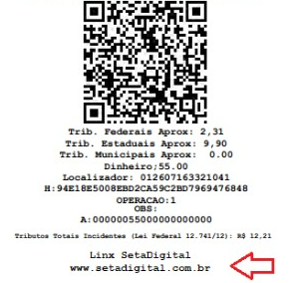 Trib. Federais Aprox: 2,31
Trib. Estaduais Aprox: 9,90
Trib. Municipais Aprox: 0.00
Dinheiro;55.00
Localizador: 012607163321041
H:94E18E5008EBD2CA59C2BD7969476848
OPERACAO:1
OBS:
A:00000055000000000000
Tributos Totais Incidentes (Lei Federal 12.741/12): R$ 12,21
Linx SetaDigital
www.setadigital.com.br